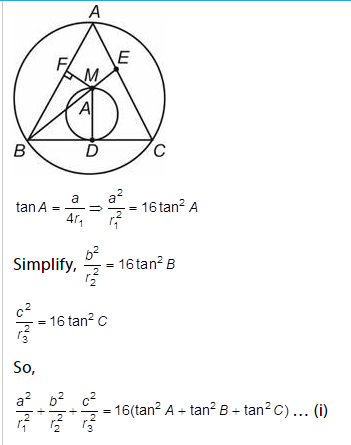 A
F
E
M
A
B
D
C
tan A = a/4r₁ ⇒ a²/r₁² = 16 tan² A
Simplify, b²/r₂² = 16 tan² B
c²/r₃² = 16 tan² C
So,
a²/r₁² + b²/r₂² + c²/r₃² = 16(tan² A + tan² B + tan² C) ... (i)